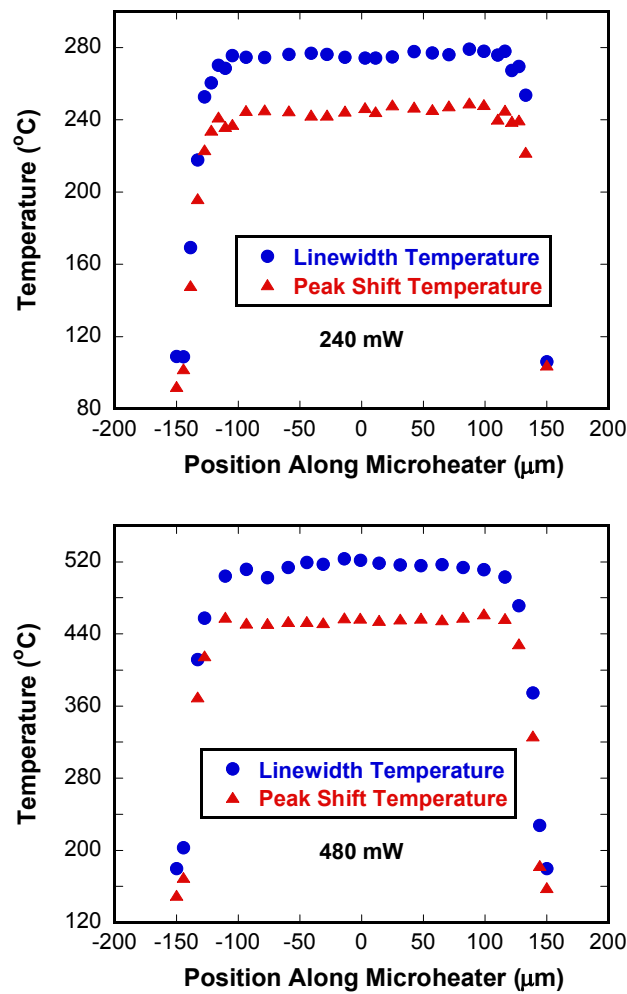 280
240
200
160
120
80
Temperature (°C)
Linewidth Temperature
Peak Shift Temperature
240 mW
-200 -150 -100 -50 0 50 100 150 200
Position Along Microheater (μm)
520
440
360
280
200
120
Temperature (°C)
Linewidth Temperature
Peak Shift Temperature
480 mW
-200 -150 -100 -50 0 50 100 150 200
Position Along Microheater (μm)